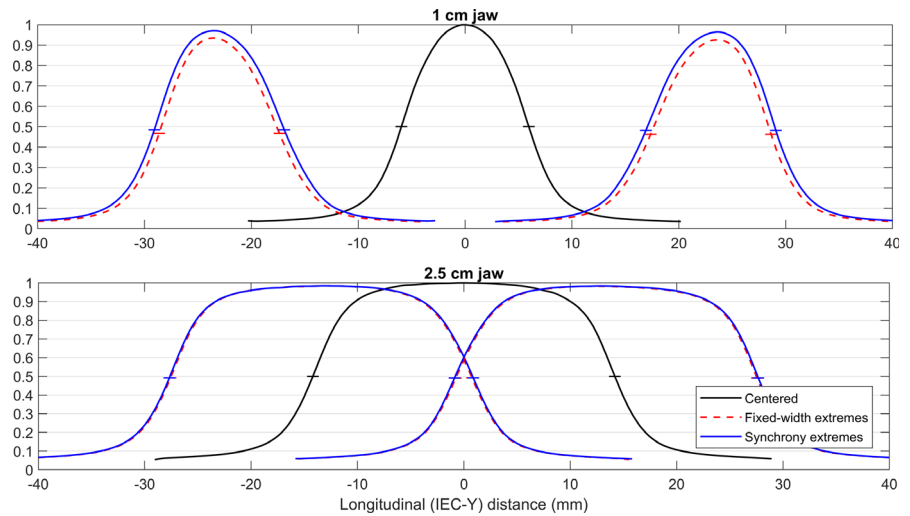 1 cm jaw
1
0.9
0.8
0.7
0.6
0.5
0.4
0.3
0.2
0.1
0
-40 -30 -20 -10 0 10 20 30 40
2.5 cm jaw
1
0.9
0.8
0.7
0.6
0.5
0.4
0.3
0.2
0.1
0
Centered
Fixed-width extremes
Synchrony extremes
-40 -30 -20 -10 0 10 20 30 40
Longitudinal (IEC-Y) distance (mm)